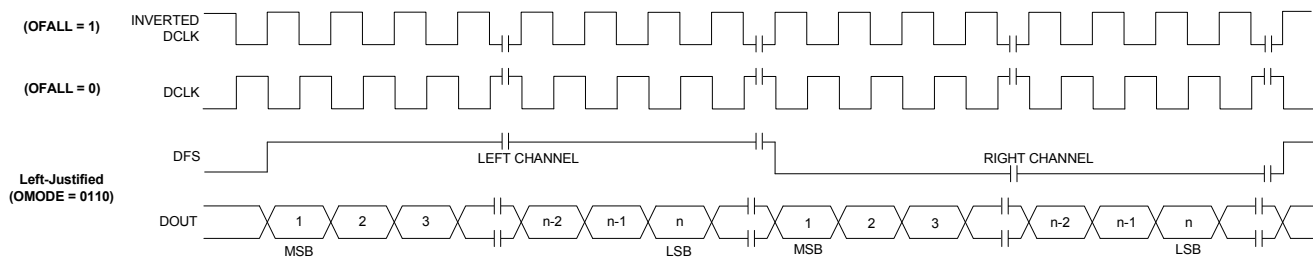 (OFALL = 1)
INVERTED
DCLK
(OFALL = 0)
DCLK
DFS
LEFT CHANNEL
RIGHT CHANNEL
Left-Justified
(OMODE = 0110)
DOUT
1 2 3 n-2 n-1 n 1 2 3 n-2 n-1 n
MSB LSB MSB LSB